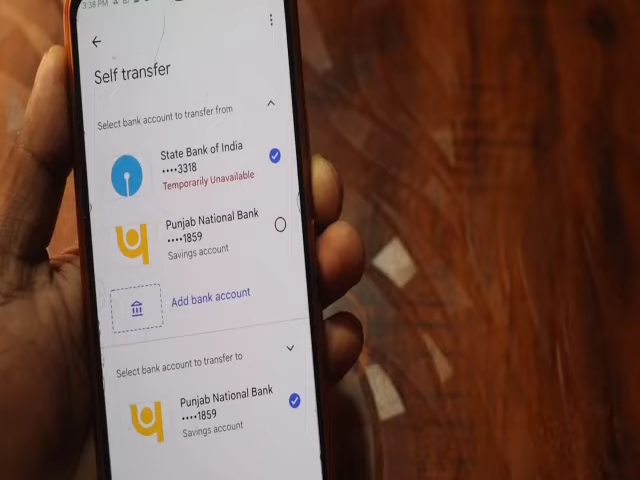 3:38 PM
Self transfer
Select bank account to transfer from
State Bank of India
••••3318
Temporarily Unavailable
Punjab National Bank
••••1859
Savings account
Add bank account
Select bank account to transfer to
Punjab National Bank
••••1859
Savings account